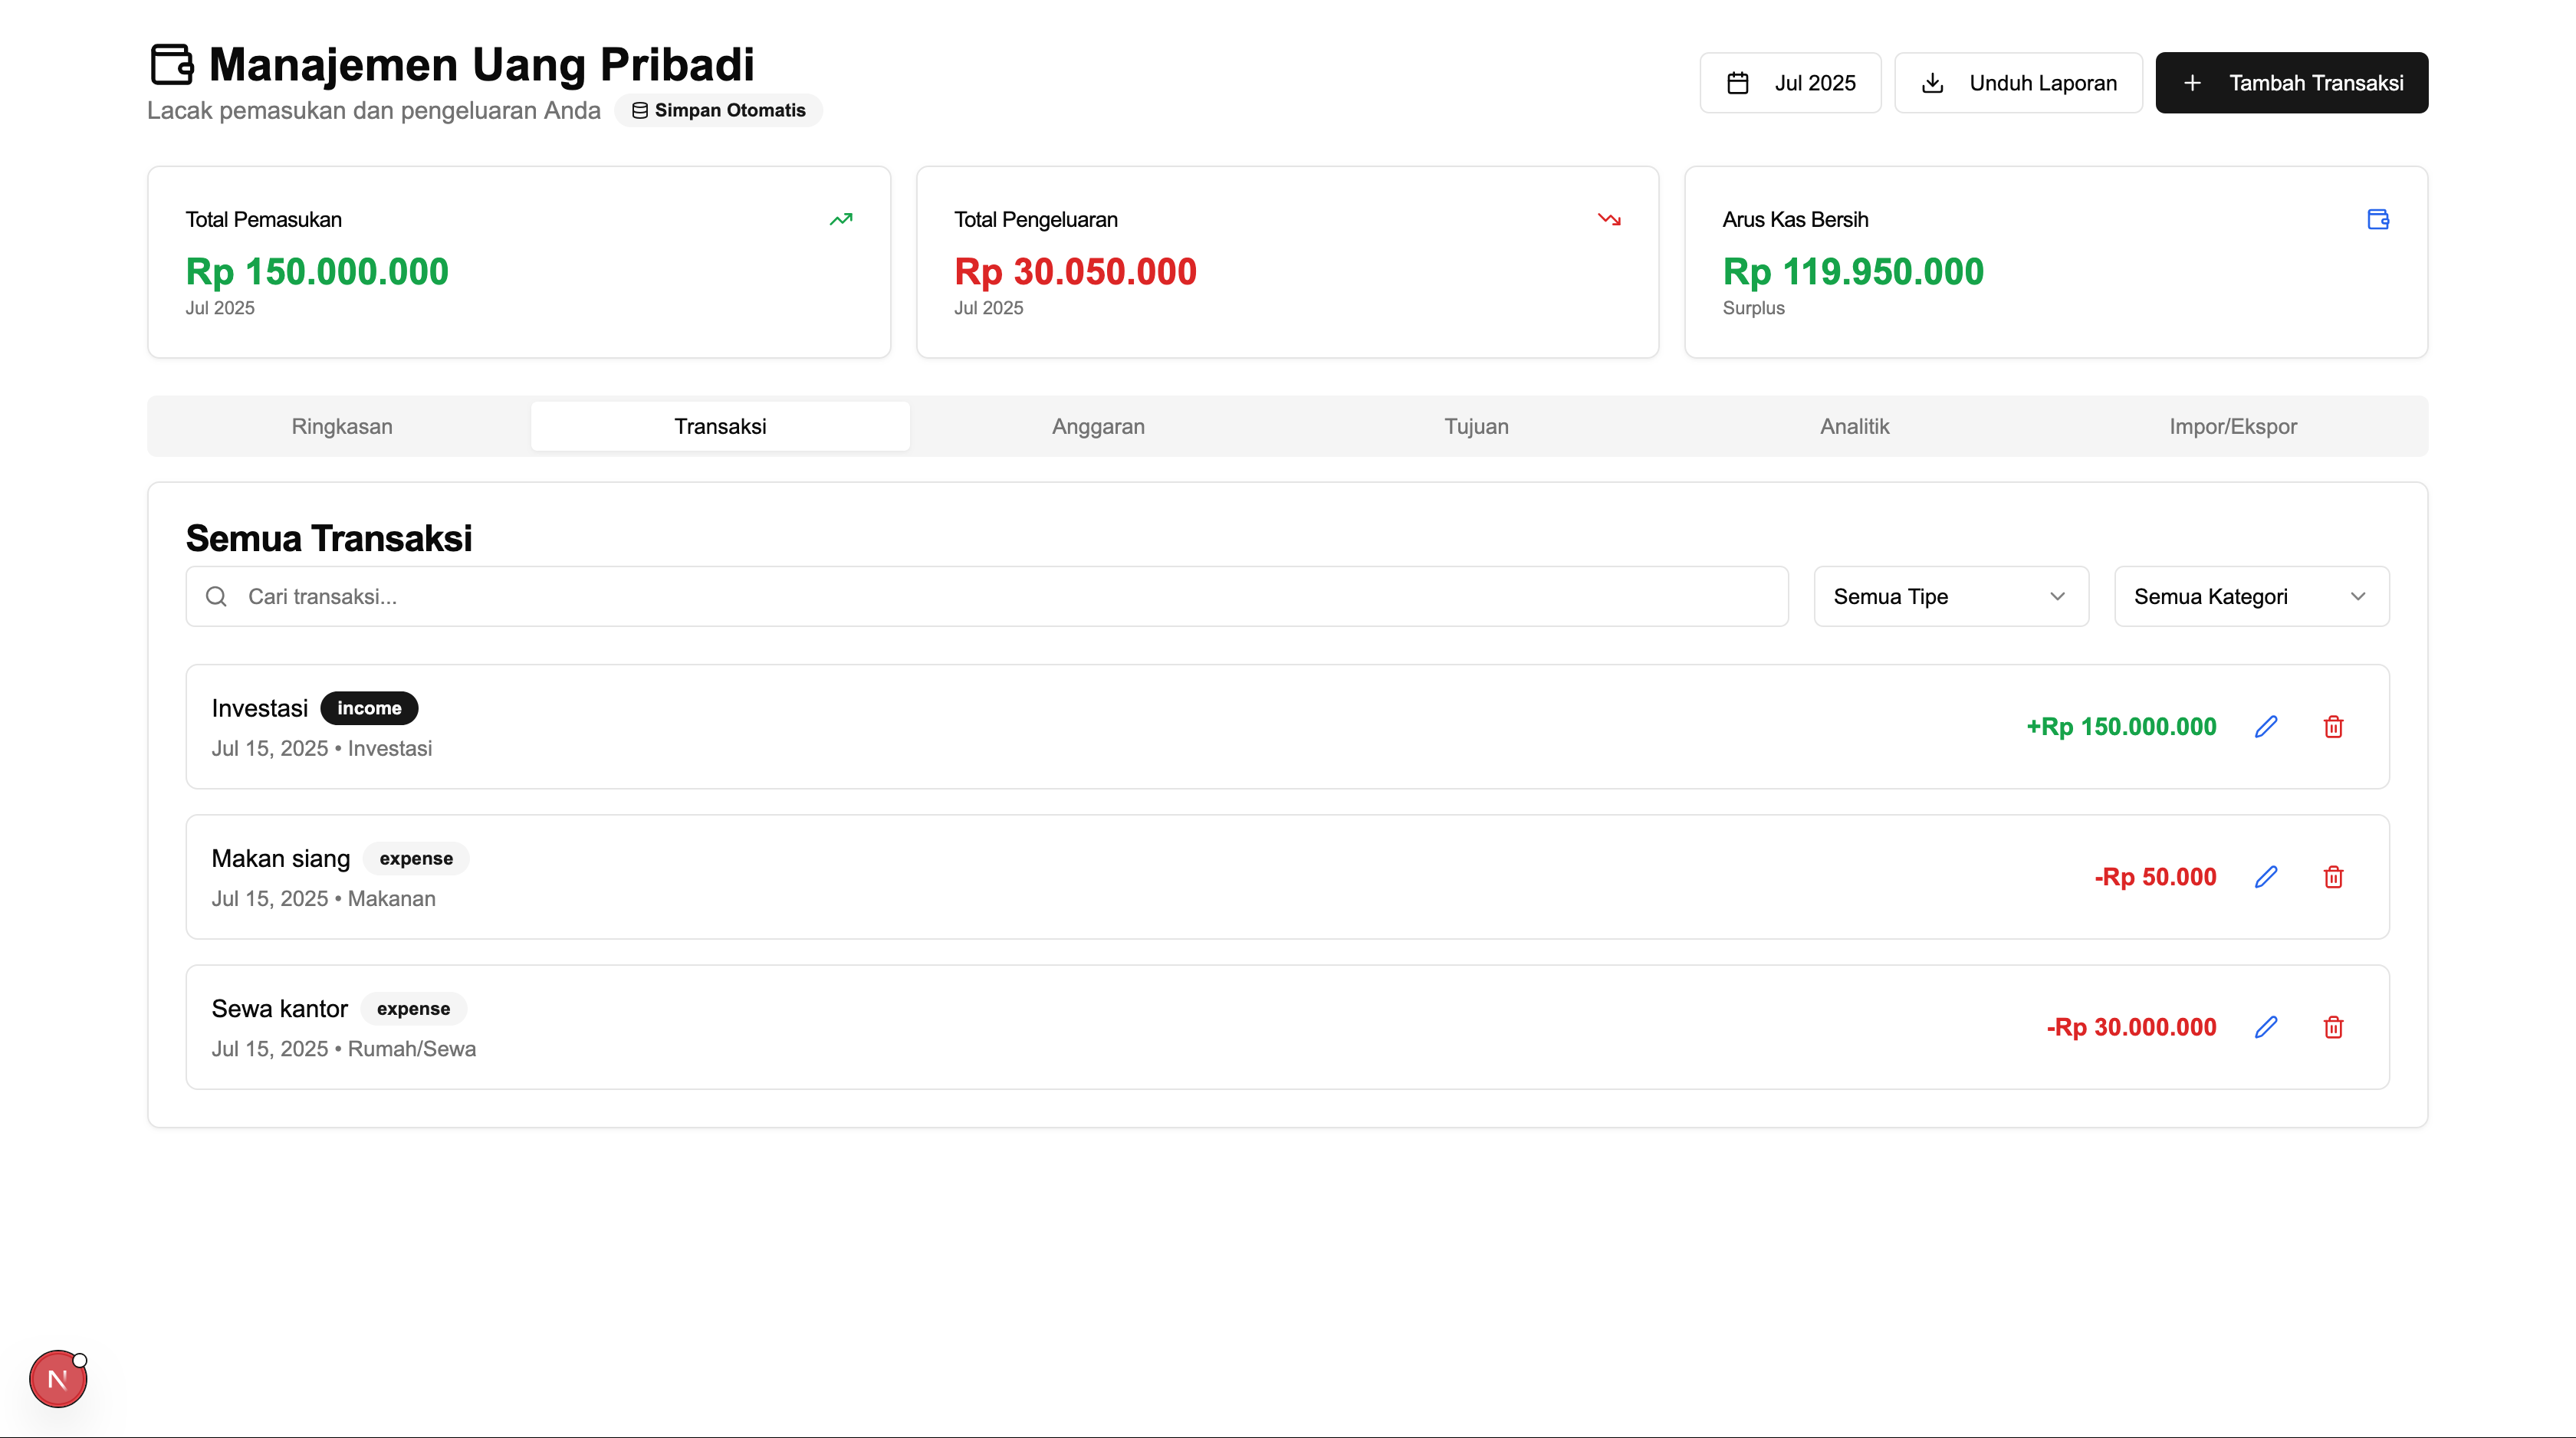 Manajemen Uang Pribadi
Lacak pemasukan dan pengeluaran Anda Simpan Otomatis
Jul 2025
Unduh Laporan
+ Tambah Transaksi
Total Pemasukan
Rp 150.000.000
Jul 2025
Total Pengeluaran
Rp 30.050.000
Jul 2025
Arus Kas Bersih
Rp 119.950.000
Surplus
Ringkasan
Transaksi
Anggaran
Tujuan
Analitik
Impor/Ekspor
Semua Transaksi
Cari transaksi...
Semua Tipe
Semua Kategori
Investasi income
Jul 15, 2025 • Investasi
+Rp 150.000.000
Makan siang expense
Jul 15, 2025 • Makanan
-Rp 50.000
Sewa kantor expense
Jul 15, 2025 • Rumah/Sewa
-Rp 30.000.000
N